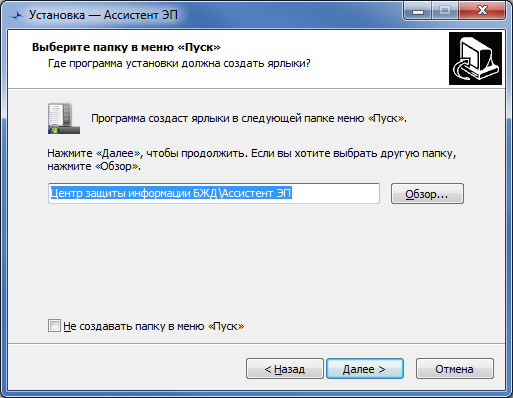 Установка — Ассистент ЭП
Выберите папку в меню «Пуск»
Где программа установки должна создать ярлыки?
Программа создаст ярлыки в следующей папке меню «Пуск».
Нажмите «Далее», чтобы продолжить. Если вы хотите выбрать другую папку,
нажмите «Обзор».
Центр защиты информации БЖД\Ассистент ЭП
Обзор...
Не создавать папку в меню «Пуск»
< Назад
Далее >
Отмена